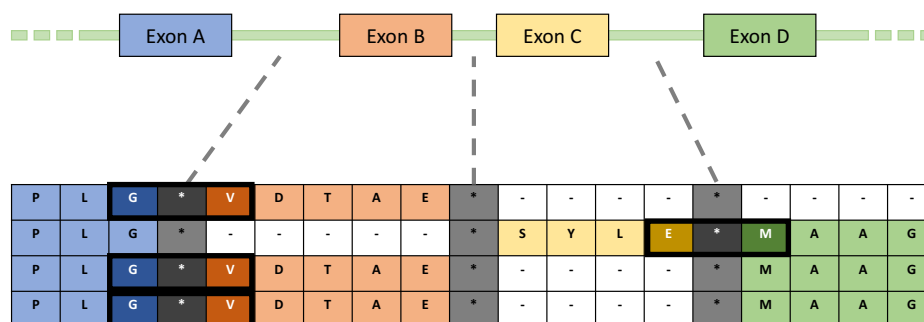 Exon A Exon B Exon C Exon D
P L G * V D T A E * - - - - * - - - -
P L G * - - - - - * S Y L E * M A A G
P L G * V D T A E * - - - - * M A A G
P L G * V D T A E * - - - - * M A A G